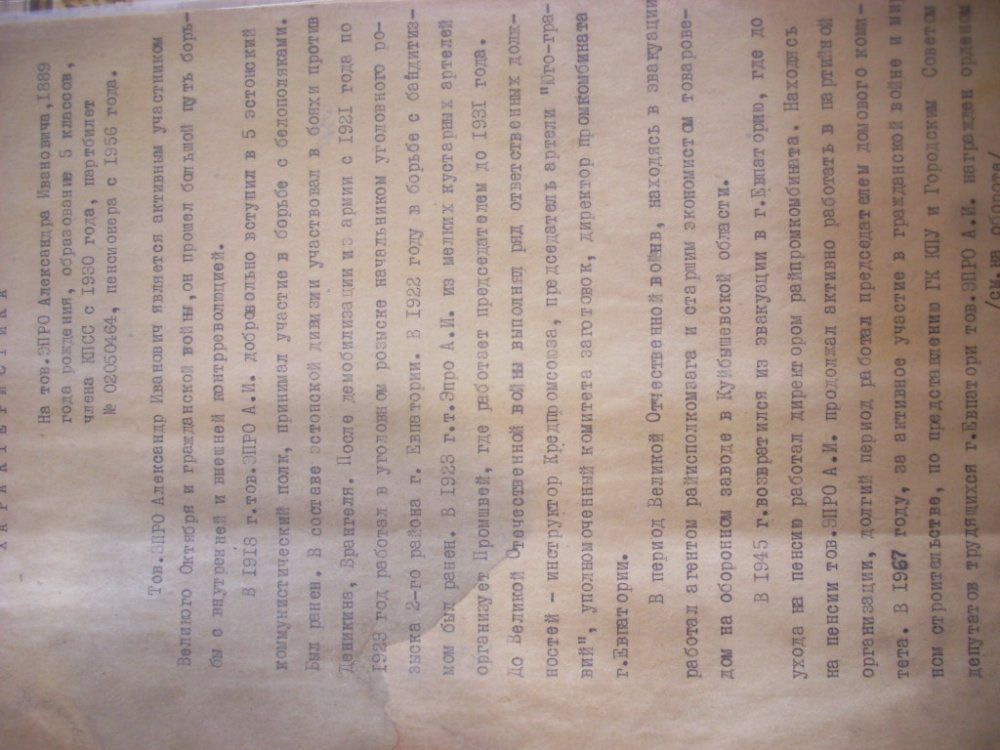 Х А Р А К Т Е Р И С Т И К А
На тов.ЭПРО Александра Ивановича,1889
года рождения, образование 5 классов,
члена КПСС с 1930 года, партбилет
№ 02050464, пенсионера с 1956 года.
Тов.ЭПРО Александр Иванович является активным участником
Великого Октября и гражданской войны,он прошел большой путь борь-
бы с внутренней и внешней контрреволюцией.
В 1918 г.тов.ЭПРО А.И. добровольно вступил в 5 эстонский
коммунистический полк, принимал участие в борьбе с белополяками.
Был ранен. В составе эстонской дивизии участвовал в боях против
Деникина, Врангеля. После демобилизации из армии с 1921 года по
1923 год работал в уголовном розыске начальником уголовного ро-
зыска 2-го района г. Евпатории. В 1922 году в борьбе с бандитиз-
мом был ранен. В 1923 г.т.Эпро А.И. из мелких кустарных артелей
организует Промшвей, где работает председателем до 1931 года.
До Великой Отечественной войны выполнял ряд ответственных долж-
ностей - инструктор Кредпромсоюза, председатель артели "Юго-гра-
вий", уполномоченный комитета заготовок, директор промкомбината
г.Евпатории.
В период Великой Отечественной войнв, находясь в эвакуации
работал агентом райисполкомвага и старшим экономистом товарове-
дом на оборонном заводе в Куйбышевской области.
В 1945 г.возвратился из эвакуации в г.Евпаторию, где до
ухода на пенсию работал директором райпромкомбината. Находясь
на пенсии тов.ЭПРО А.И. продолжал активно работать в партийной
организации, долгий период работал председателем домового коми-
тета. В 1967 году, за активное участие в гражданской войне и мир
ном строительстве, по представлению ГК КПУ и Городским Советом
депутатов трудящихся г.Евпатори тов.ЭПРО А.И. награжден орденом
/см.на обороте/